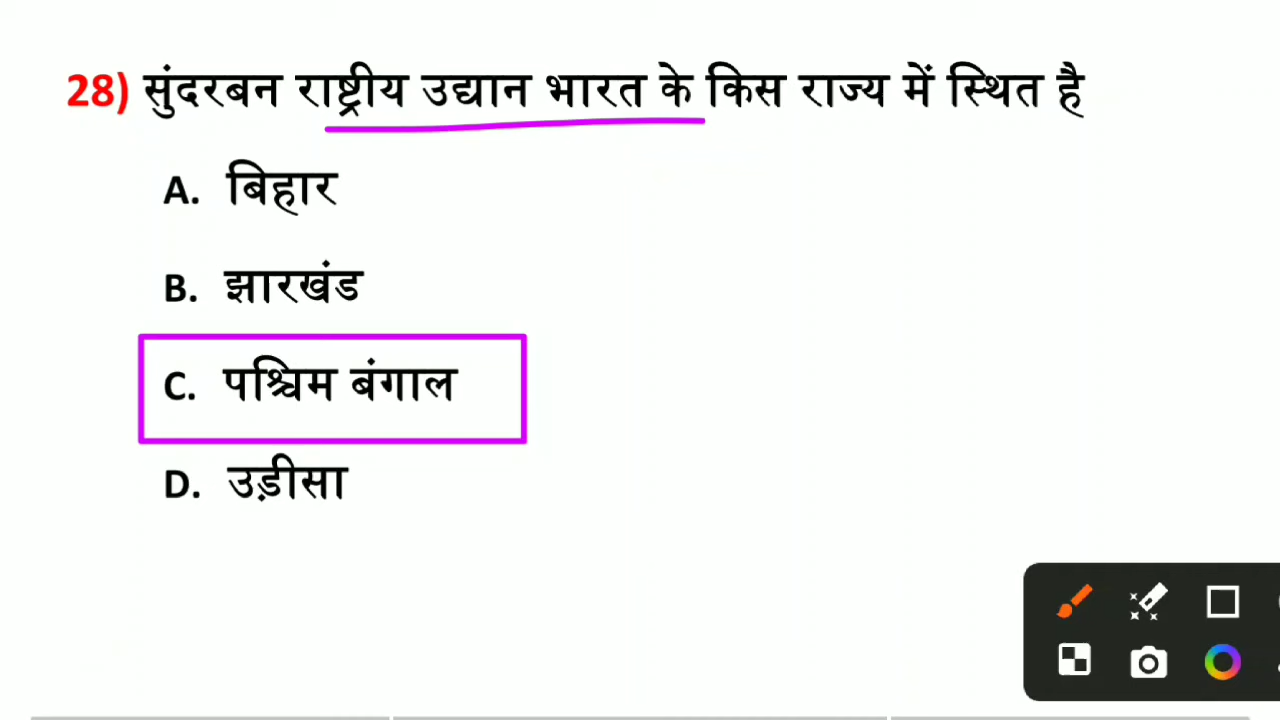 28) सुंदरबन राष्ट्रीय उद्यान भारत के किस राज्य में स्थित है
A. बिहार
B. झारखंड
C. पश्चिम बंगाल
D. उड़ीसा